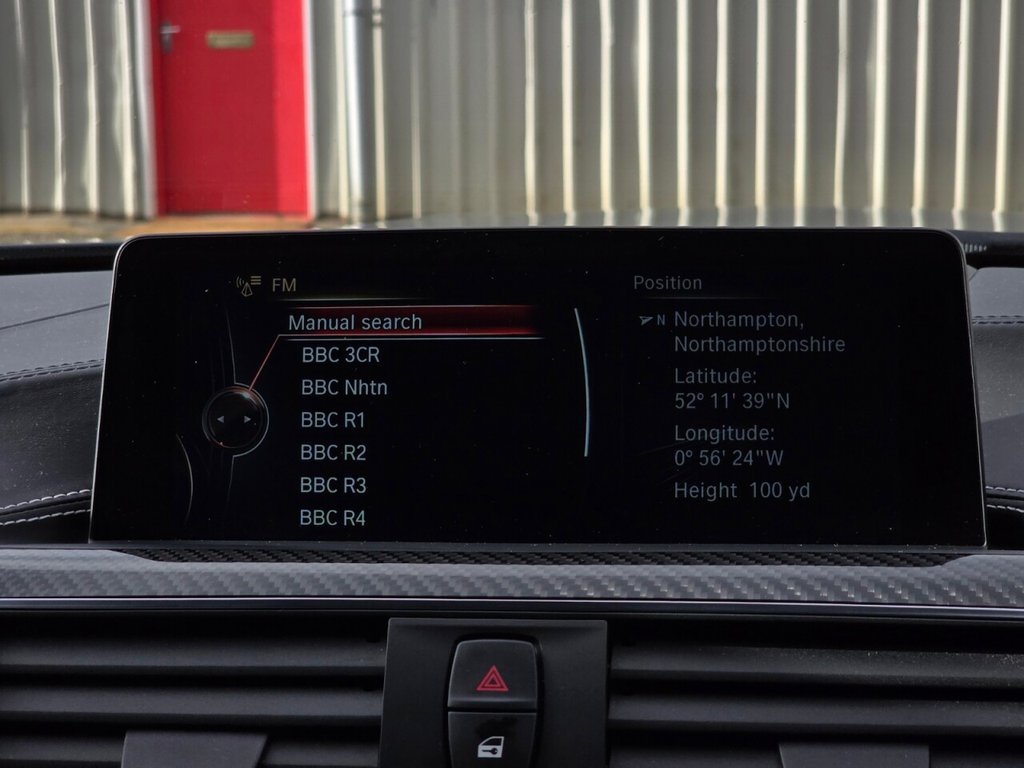 FM
Manual search
BBC 3CR
BBC Nhtn
BBC R1
BBC R2
BBC R3
BBC R4
Position
N Northampton,
Northamptonshire
Latitude:
52° 11' 39"N
Longitude:
0° 56' 24"W
Height 100 yd